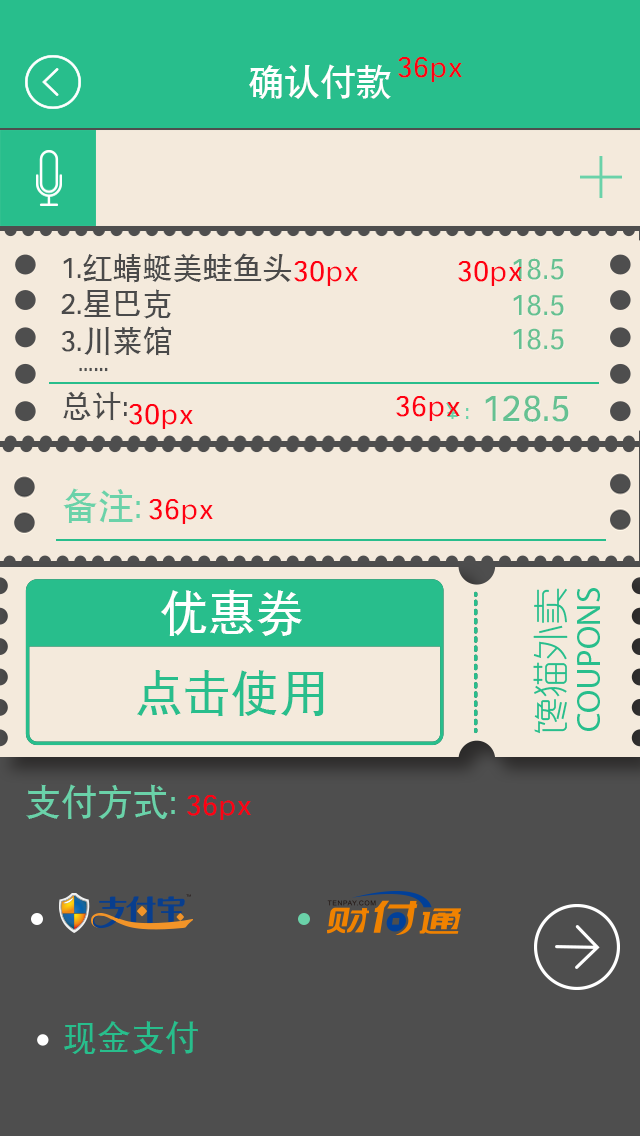 确认付款 36px
1.红蜻蜓美蛙鱼头 30px 30px 18.5
2.星巴克 18.5
3.川菜馆 18.5
......
总计: 30px 36px : 128.5
备注: 36px
优惠券
点击使用
馋猫外卖
COUPONS
支付方式: 36px
支付宝
TENPAY.COM
财付通
现金支付